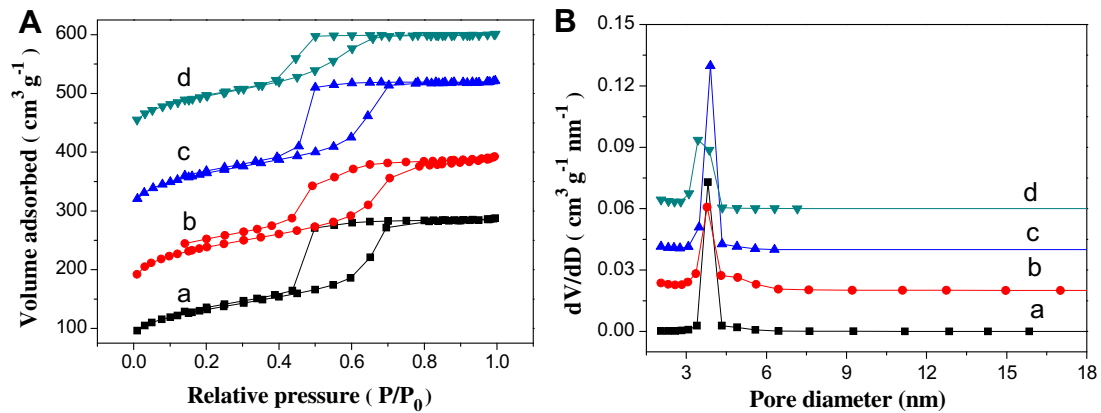 A
B
600
500
400
300
200
100
d
c
b
a
0.0
0.2
0.4
0.6
0.8
1.0
Relative pressure ( P/P₀ )
Volume adsorbed ( cm³ g⁻¹ )
0.15
0.12
0.09
0.06
0.03
0.00
d
c
b
a
3
6
9
12
15
18
Pore diameter (nm)
dV/dD ( cm³ g⁻¹ nm⁻¹ )